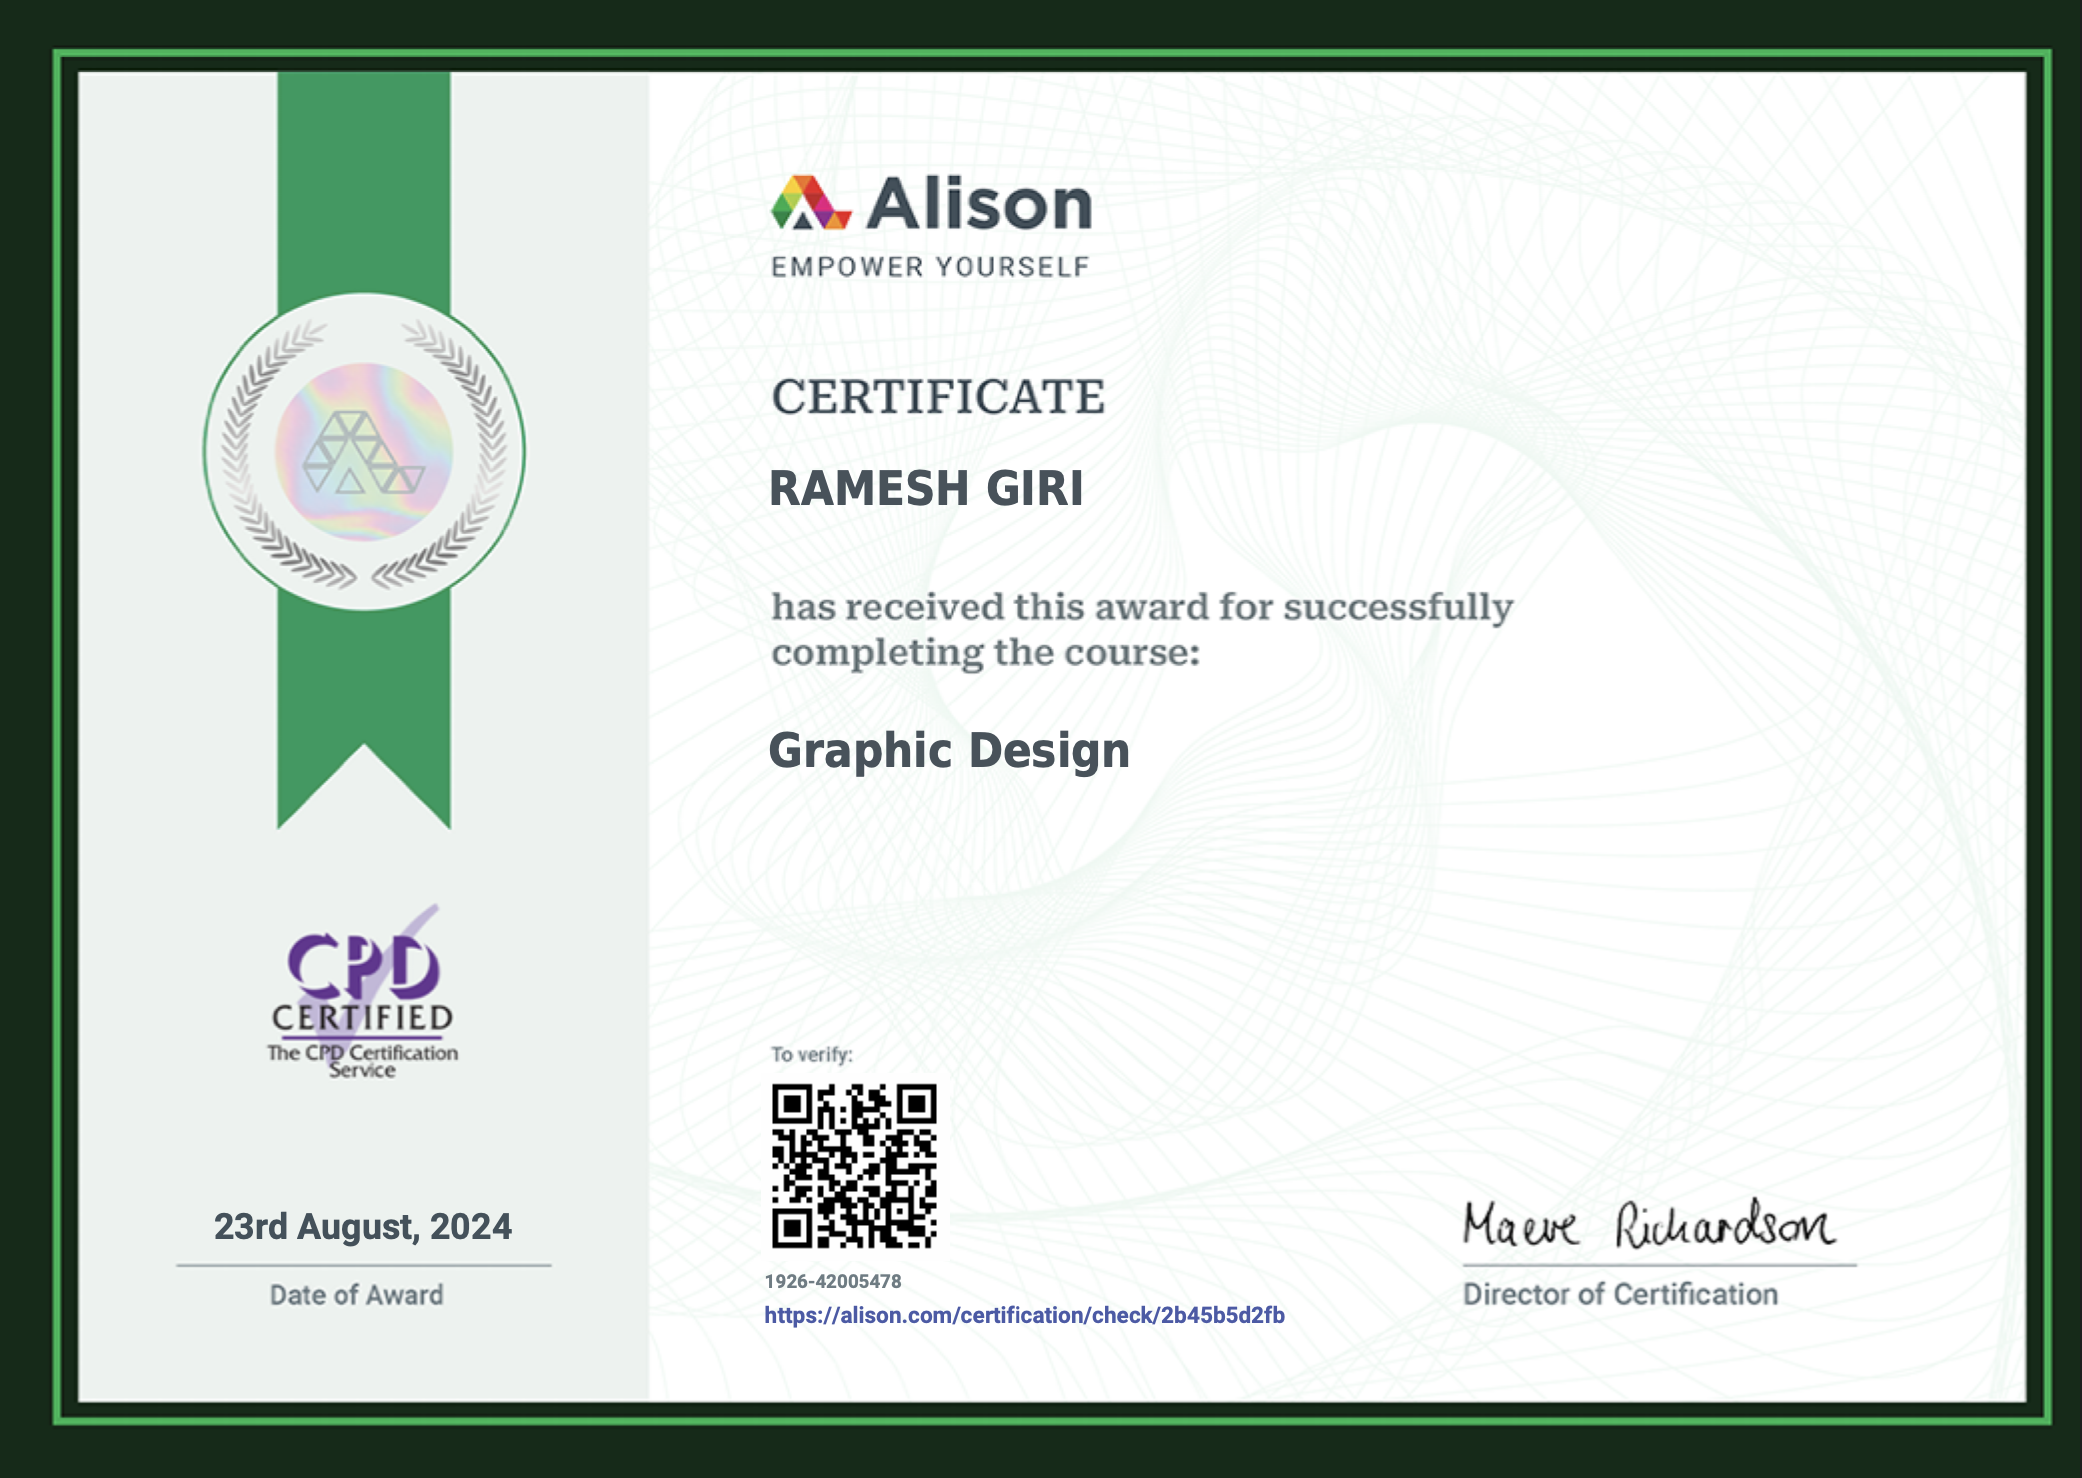 Alison
EMPOWER YOURSELF
CERTIFICATE
RAMESH GIRI
has received this award for successfully
completing the course:
Graphic Design
CPD
CERTIFIED
The CPD Certification
Service
23rd August, 2024
Date of Award
To verify:
1926-42005478
https://alison.com/certification/check/2b45b5d2fb
Maeve Richardson
Director of Certification